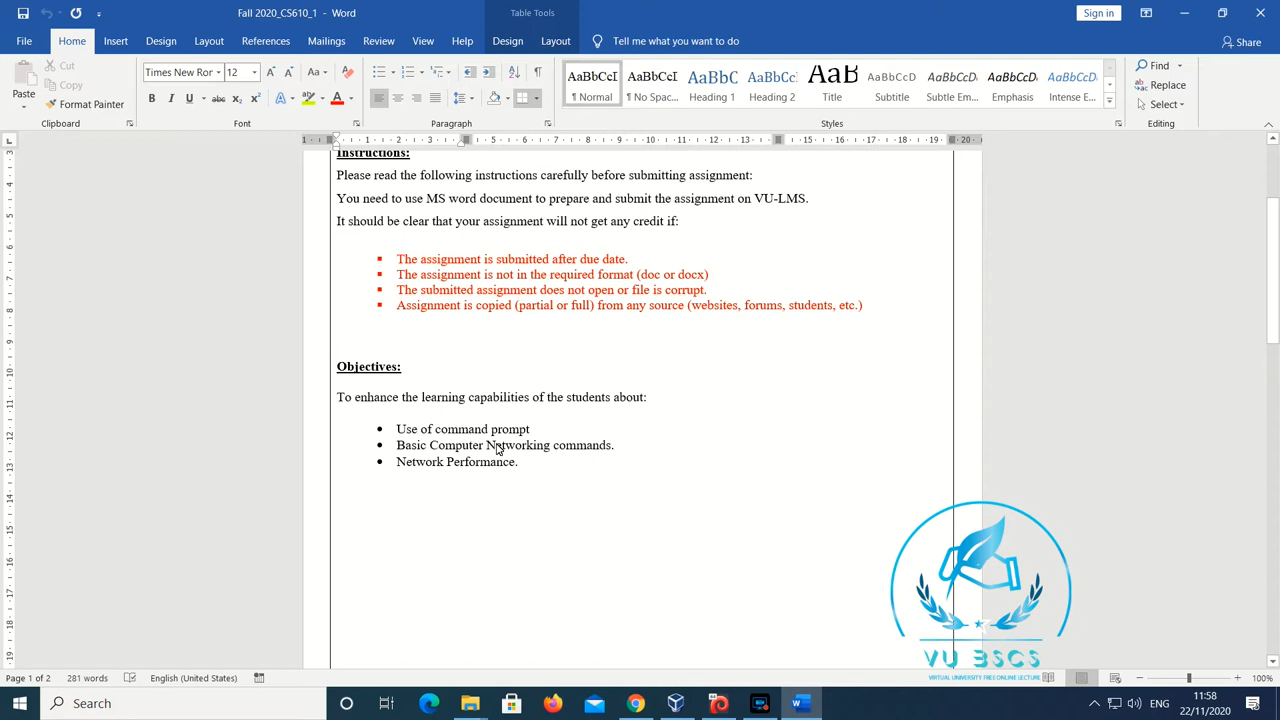 Fall 2020_CS610_1 - Word
Table Tools
Sign in
File Home Insert Design Layout References Mailings Review View Help Design Layout Tell me what you want to do Share
Paste
Cut
Copy
Format Painter
Clipboard
Times New Ror 12
Font
Paragraph
AaBbCcI AaBbCcI AaBbC AaBbCc AaB AaBbCcD AaBbCcD AaBbCcD AaBbCcD
¶ Normal ¶ No Spac... Heading 1 Heading 2 Title Subtitle Subtle Em... Emphasis Intense E...
Styles
Find
Replace
Select
Editing
Instructions:
Please read the following instructions carefully before submitting assignment:
You need to use MS word document to prepare and submit the assignment on VU-LMS.
It should be clear that your assignment will not get any credit if:
The assignment is submitted after due date.
The assignment is not in the required format (doc or docx)
The submitted assignment does not open or file is corrupt.
Assignment is copied (partial or full) from any source (websites, forums, students, etc.)
Objectives:
To enhance the learning capabilities of the students about:
Use of command prompt
Basic Computer Networking commands.
Network Performance.
VU BSCS
VIRTUAL UNIVERSITY FREE ONLINE LECTURE
Page 1 of 2 281 words English (United States) 100%
Search
ENG
11:58
22/11/2020